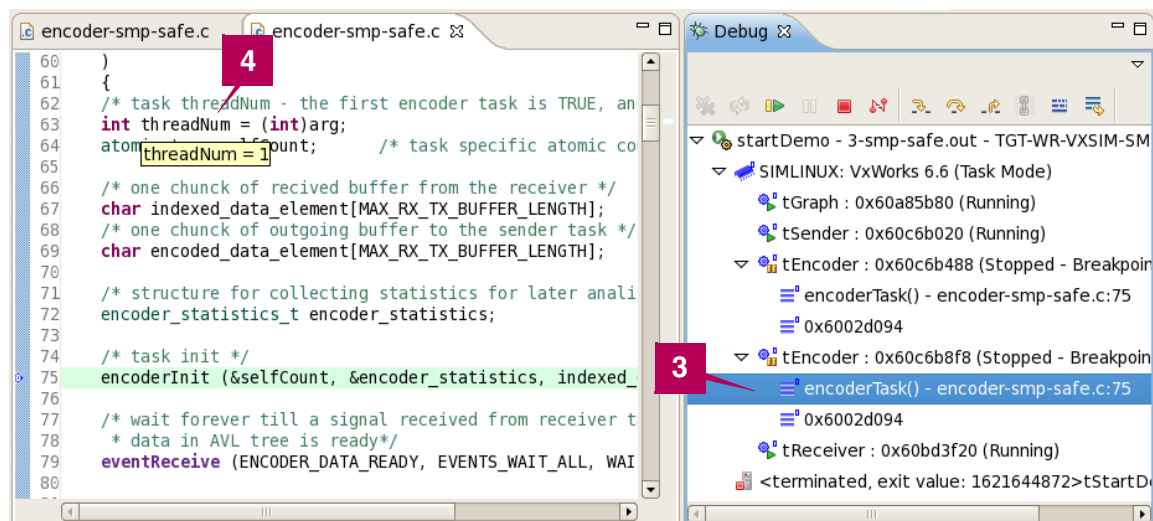 encoder-smp-safe.c
encoder-smp-safe.c
60 )
61 {
4
62 /* task threadNum - the first encoder task is TRUE, an
63 int threadNum = (int)arg;
64 Count; /* task specific atomic co
threadNum = 1
65
66 /* one chunck of recived buffer from the receiver */
67 char indexed_data_element[MAX_RX_TX_BUFFER_LENGTH];
68 /* one chunck of outgoing buffer to the sender task */
69 char encoded_data_element[MAX_RX_TX_BUFFER_LENGTH];
70
71 /* structure for collecting statistics for later anali
72 encoder_statistics_t encoder_statistics;
73
74 /* task init */
75 encoderInit (&selfCount, &encoder_statistics, indexed_
76
77 /* wait forever till a signal received from receiver t
78 * data in AVL tree is ready*/
79 eventReceive (ENCODER_DATA_READY, EVENTS_WAIT_ALL, WAI
80
Debug
startDemo - 3-smp-safe.out - TGT-WR-VXSIM-SM
SIMLINUX: VxWorks 6.6 (Task Mode)
tGraph : 0x60a85b80 (Running)
tSender : 0x60c6b020 (Running)
tEncoder : 0x60c6b488 (Stopped - Breakpoin
encoderTask() - encoder-smp-safe.c:75
0x6002d094
tEncoder : 0x60c6b8f8 (Stopped - Breakpoin
3
encoderTask() - encoder-smp-safe.c:75
0x6002d094
tReceiver : 0x60bd3f20 (Running)
<terminated, exit value: 1621644872>tStartD